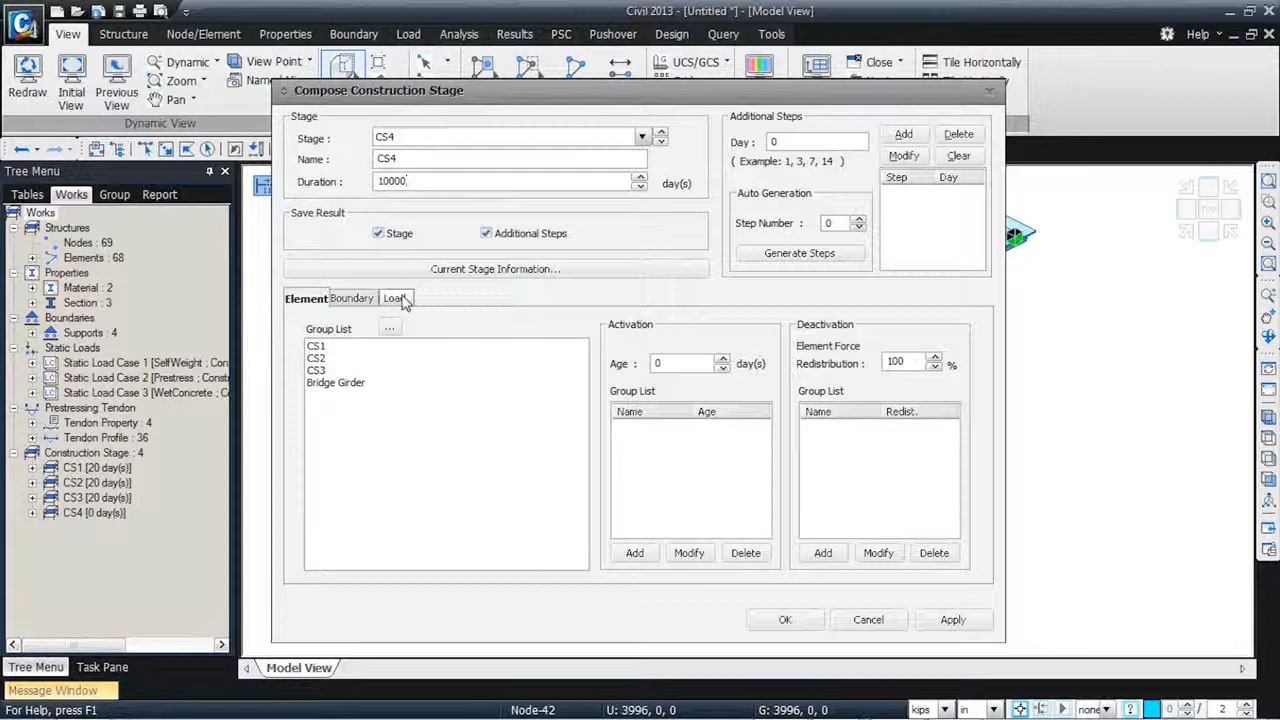 Civil 2013 - [Untitled *] - [Model View]
View Structure Node/Element Properties Boundary Load Analysis Results PSC Pushover Design Query Tools Help
Dynamic View Point UCS/GCS Close Tile Horizontally
Redraw Initial View Previous View Zoom
Pan
Dynamic View
Compose Construction Stage
Stage
Stage : CS4
Name : CS4
Duration : 10000 day(s)
Save Result
Stage Additional Steps
Current Stage Information...
Additional Steps
Day : 0 Add Delete
( Example: 1, 3, 7, 14 ) Modify Clear
Step Day
Auto Generation
Step Number : 0
Generate Steps
Element Boundary Load
Group List ...
CS1
CS2
CS3
Bridge Girder
Activation
Age : 0 day(s)
Group List
Name Age
Add Modify Delete
Deactivation
Element Force
Redistribution : 100 %
Group List
Name Redist.
Add Modify Delete
OK Cancel Apply
Tree Menu
Tables Works Group Report
Works
Structures
Nodes : 69
Elements : 68
Properties
Material : 2
Section : 3
Boundaries
Supports : 4
Static Loads
Static Load Case 1 [SelfWeight ; Con
Static Load Case 2 [Prestress ; Const
Static Load Case 3 [WetConcrete ; C
Prestressing Tendon
Tendon Property : 4
Tendon Profile : 36
Construction Stage : 4
CS1 [20 day(s)]
CS2 [20 day(s)]
CS3 [20 day(s)]
CS4 [0 day(s)]
Tree Menu Task Pane
Model View
Message Window
For Help, press F1 Node-42 U: 3996, 0, 0 G: 3996, 0, 0 kips in none 0 / 2